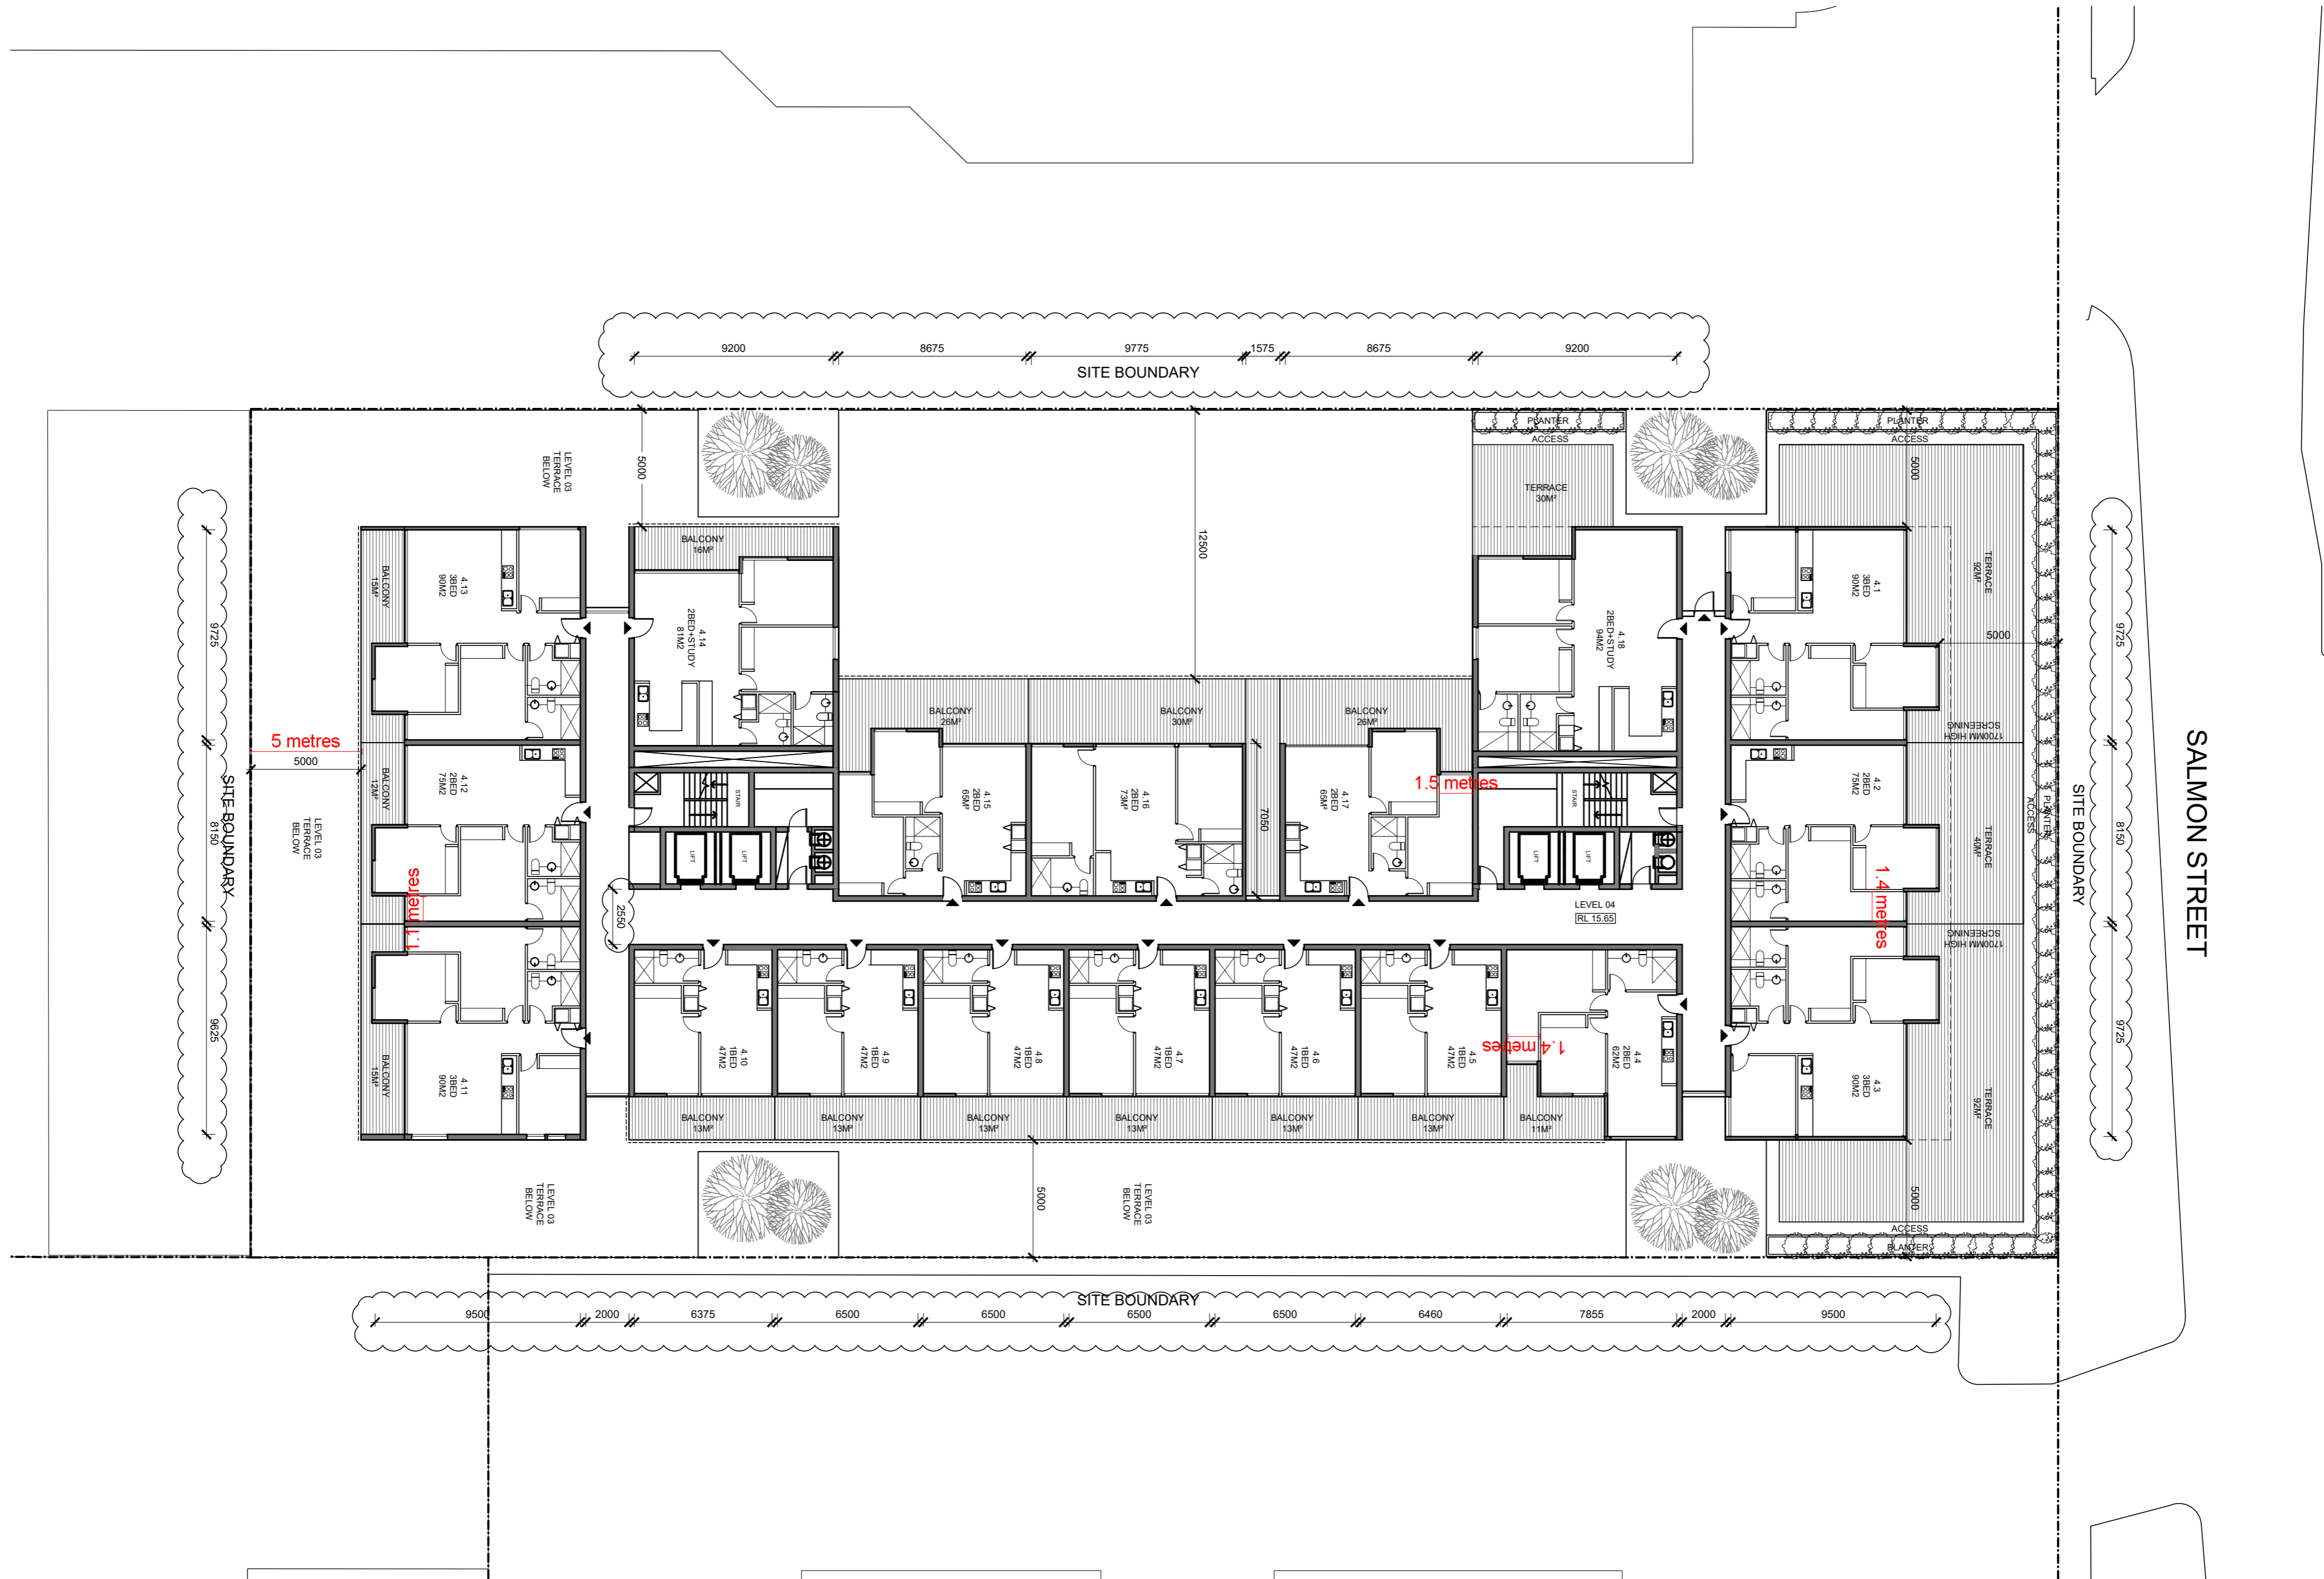 9200
8675
9775
1575
8675
9200
SITE BOUNDARY
PLANTER
ACCESS
PLANTER
ACCESS
LEVEL 03
TERRACE
BELOW
5000
12500
5000
TERRACE
30M²
BALCONY
16M²
BALCONY
15M²
4.13
3BED
90M2
4.14
2BED+STUDY
81M2
4.18
2BED+STUDY
94M2
4.1
3BED
90M2
TERRACE
92M²
5000
9725
9725
BALCONY
26M²
BALCONY
30M²
BALCONY
26M²
1700MM HIGH
SCREENING
5 metres
5000
SITE BOUNDARY
8150
LEVEL 03
TERRACE
BELOW
BALCONY
12M²
4.12
2BED
75M2
STAIR
LIFT
LIFT
4.15
2BED
65M²
4.16
2BED
73M²
7050
4.17
2BED
65M²
1.5 metres
STAIR
LIFT
LIFT
4.2
2BED
75M2
TERRACE
40M²
ACCESS
PLANTER
SITE BOUNDARY
8150
SALMON STREET
1.1 metres
1.4 metres
2550
LEVEL 04
RL 15.65
1700MM HIGH
SCREENING
9625
BALCONY
15M²
4.11
3BED
90M2
4.10
1BED
47M2
4.9
1BED
47M2
4.8
1BED
47M2
4.7
1BED
47M2
4.6
1BED
47M2
4.5
1BED
47M2
1.4 metres
4.4
2BED
62M2
4.3
3BED
90M2
TERRACE
92M²
9725
BALCONY
13M²
BALCONY
13M²
BALCONY
13M²
BALCONY
13M²
BALCONY
13M²
BALCONY
13M²
BALCONY
11M²
LEVEL 03
TERRACE
BELOW
5000
LEVEL 03
TERRACE
BELOW
5000
ACCESS
PLANTER
SITE BOUNDARY
9500
2000
6375
6500
6500
6500
6500
6460
7855
2000
9500